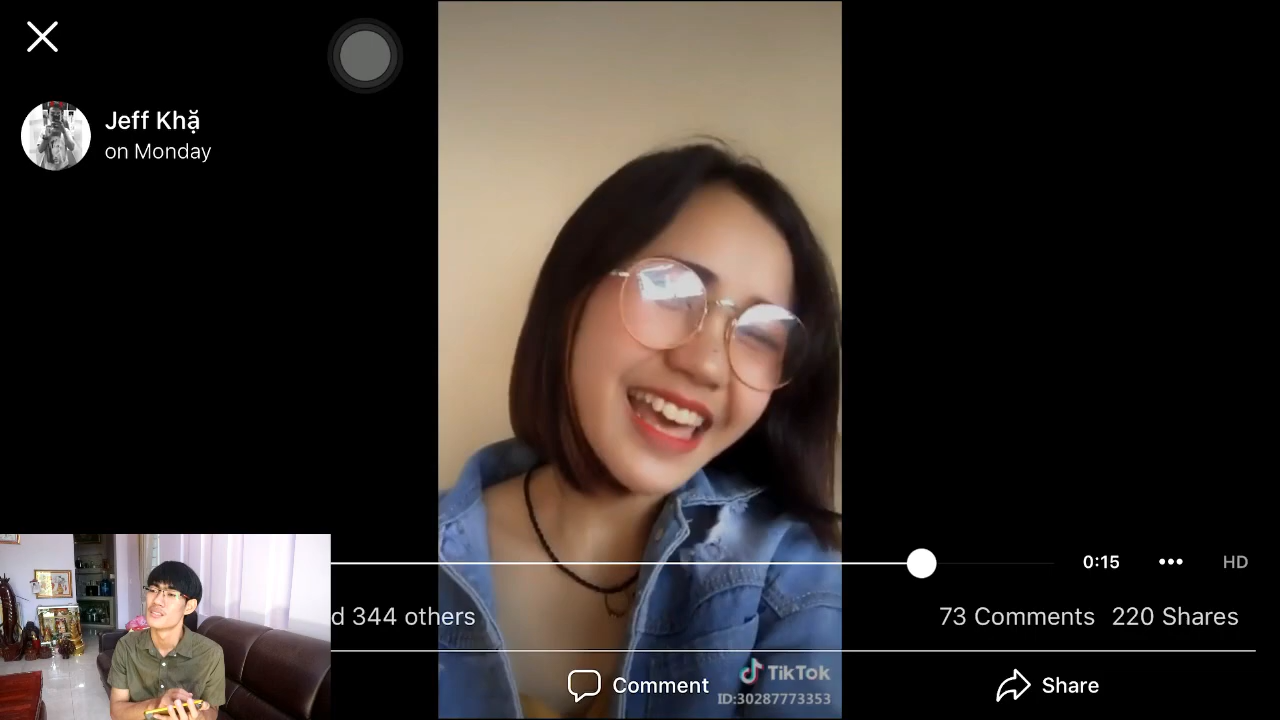 Jeff Khặ
on Monday
0:15
HD
d 344 others
73 Comments 220 Shares
Comment
Share
TikTok
ID:30287773353